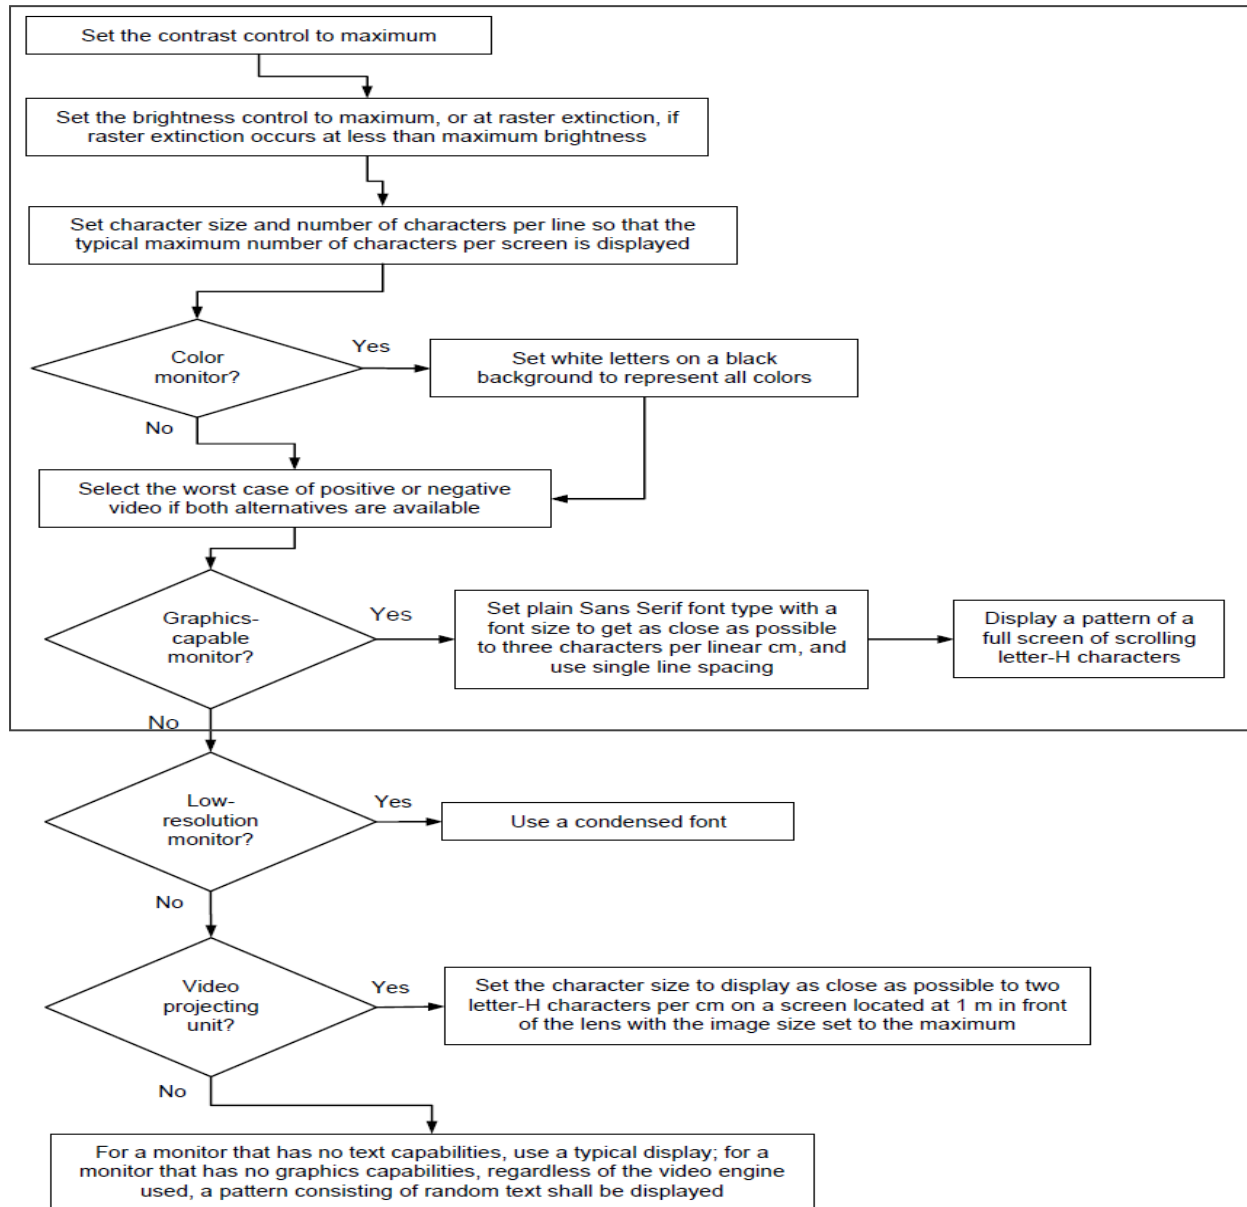 Set the contrast control to maximum
Set the brightness control to maximum, or at raster extinction, if
raster extinction occurs at less than maximum brightness
Set character size and number of characters per line so that the
typical maximum number of characters per screen is displayed
Color
monitor?
Yes
Set white letters on a black
background to represent all colors
No
Select the worst case of positive or negative
video if both alternatives are available
Graphics-
capable
monitor?
Yes
Set plain Sans Serif font type with a
font size to get as close as possible
to three characters per linear cm, and
use single line spacing
Display a pattern of a
full screen of scrolling
letter-H characters
No
Low-
resolution
monitor?
Yes
Use a condensed font
No
Video
projecting
unit?
Yes
Set the character size to display as close as possible to two
letter-H characters per cm on a screen located at 1 m in front
of the lens with the image size set to the maximum
No
For a monitor that has no text capabilities, use a typical display; for
a monitor that has no graphics capabilities, regardless of the video engine
used, a pattern consisting of random text shall be displayed